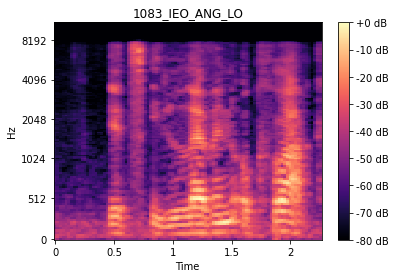 1083_IEO_ANG_LO
8192
4096
2048
1024
512
0
Hz
0
0.5
1
1.5
2
Time
+0 dB
-10 dB
-20 dB
-30 dB
-40 dB
-50 dB
-60 dB
-70 dB
-80 dB